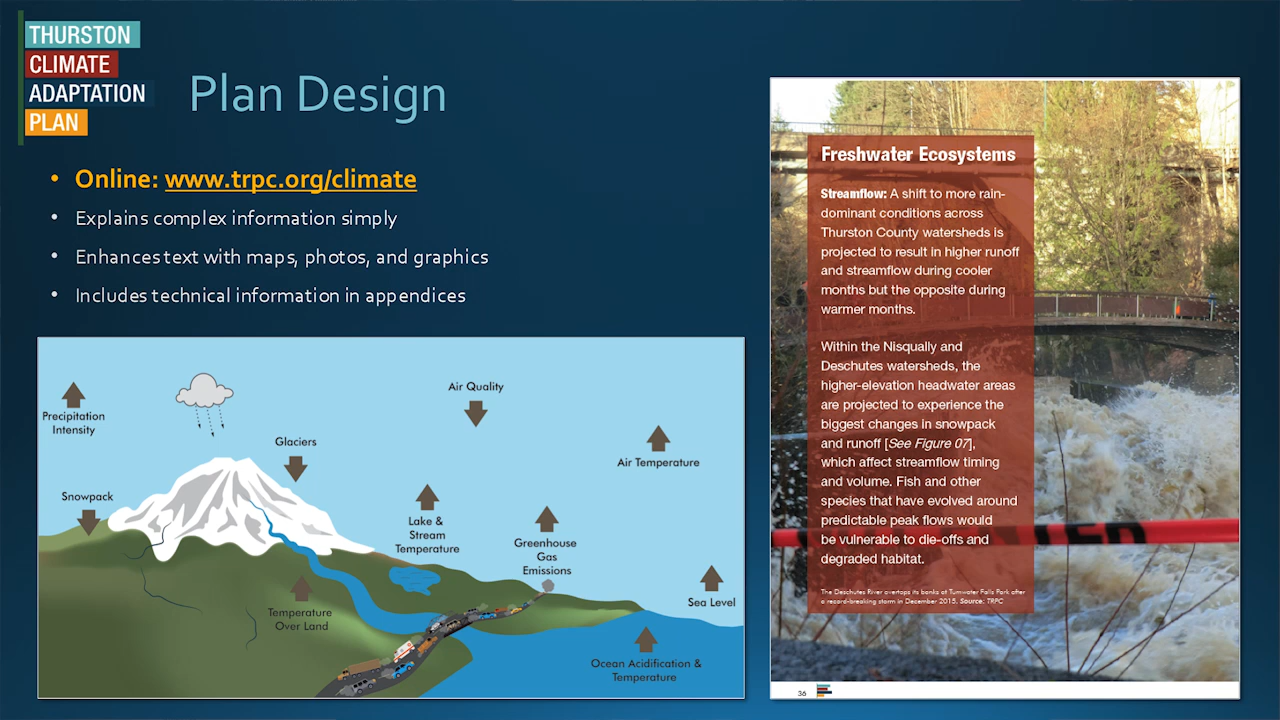 THURSTON
CLIMATE
ADAPTATION
PLAN
Plan Design
• Online: www.trpc.org/climate
• Explains complex information simply
• Enhances text with maps, photos, and graphics
• Includes technical information in appendices
Precipitation
Intensity
Air Quality
Glaciers
Air Temperature
Snowpack
Lake &
Stream
Temperature
Greenhouse
Gas
Emissions
Sea Level
Temperature
Over Land
Ocean Acidification &
Temperature
Freshwater Ecosystems
Streamflow: A shift to more rain-
dominant conditions across
Thurston County watersheds is
projected to result in higher runoff
and streamflow during cooler
months but the opposite during
warmer months.
Within the Nisqually and
Deschutes watersheds, the
higher-elevation headwater areas
are projected to experience the
biggest changes in snowpack
and runoff [See Figure 07],
which affect streamflow timing
and volume. Fish and other
species that have evolved around
predictable peak flows would
be vulnerable to die-offs and
degraded habitat.
The Deschutes River overtops its banks at Tumwater Falls Park after
a record-breaking storm in December 2015. Source: TRPC
36